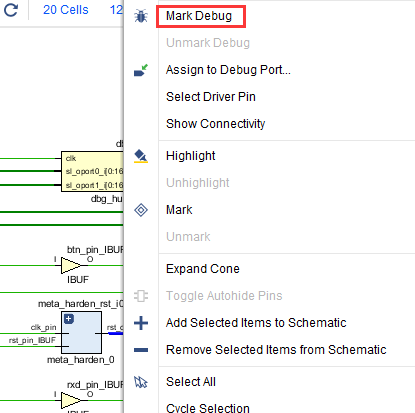 20 Cells
12
Mark Debug
Unmark Debug
Assign to Debug Port...
Select Driver Pin
Show Connectivity
Highlight
Unhighlight
Mark
Unmark
Expand Cone
Toggle Autohide Pins
Add Selected Items to Schematic
Remove Selected Items from Schematic
Select All
Cycle Selection
clk
sl_oport0_i[0:16
sl_oport1_i[0:16
dbg_hu
btn_pin_IBUF
I O
IBUF
meta_harden_rst_i0
clk_pin
rst_pin_IBUF
meta_harden_0
rxd_pin_IBUF
I O